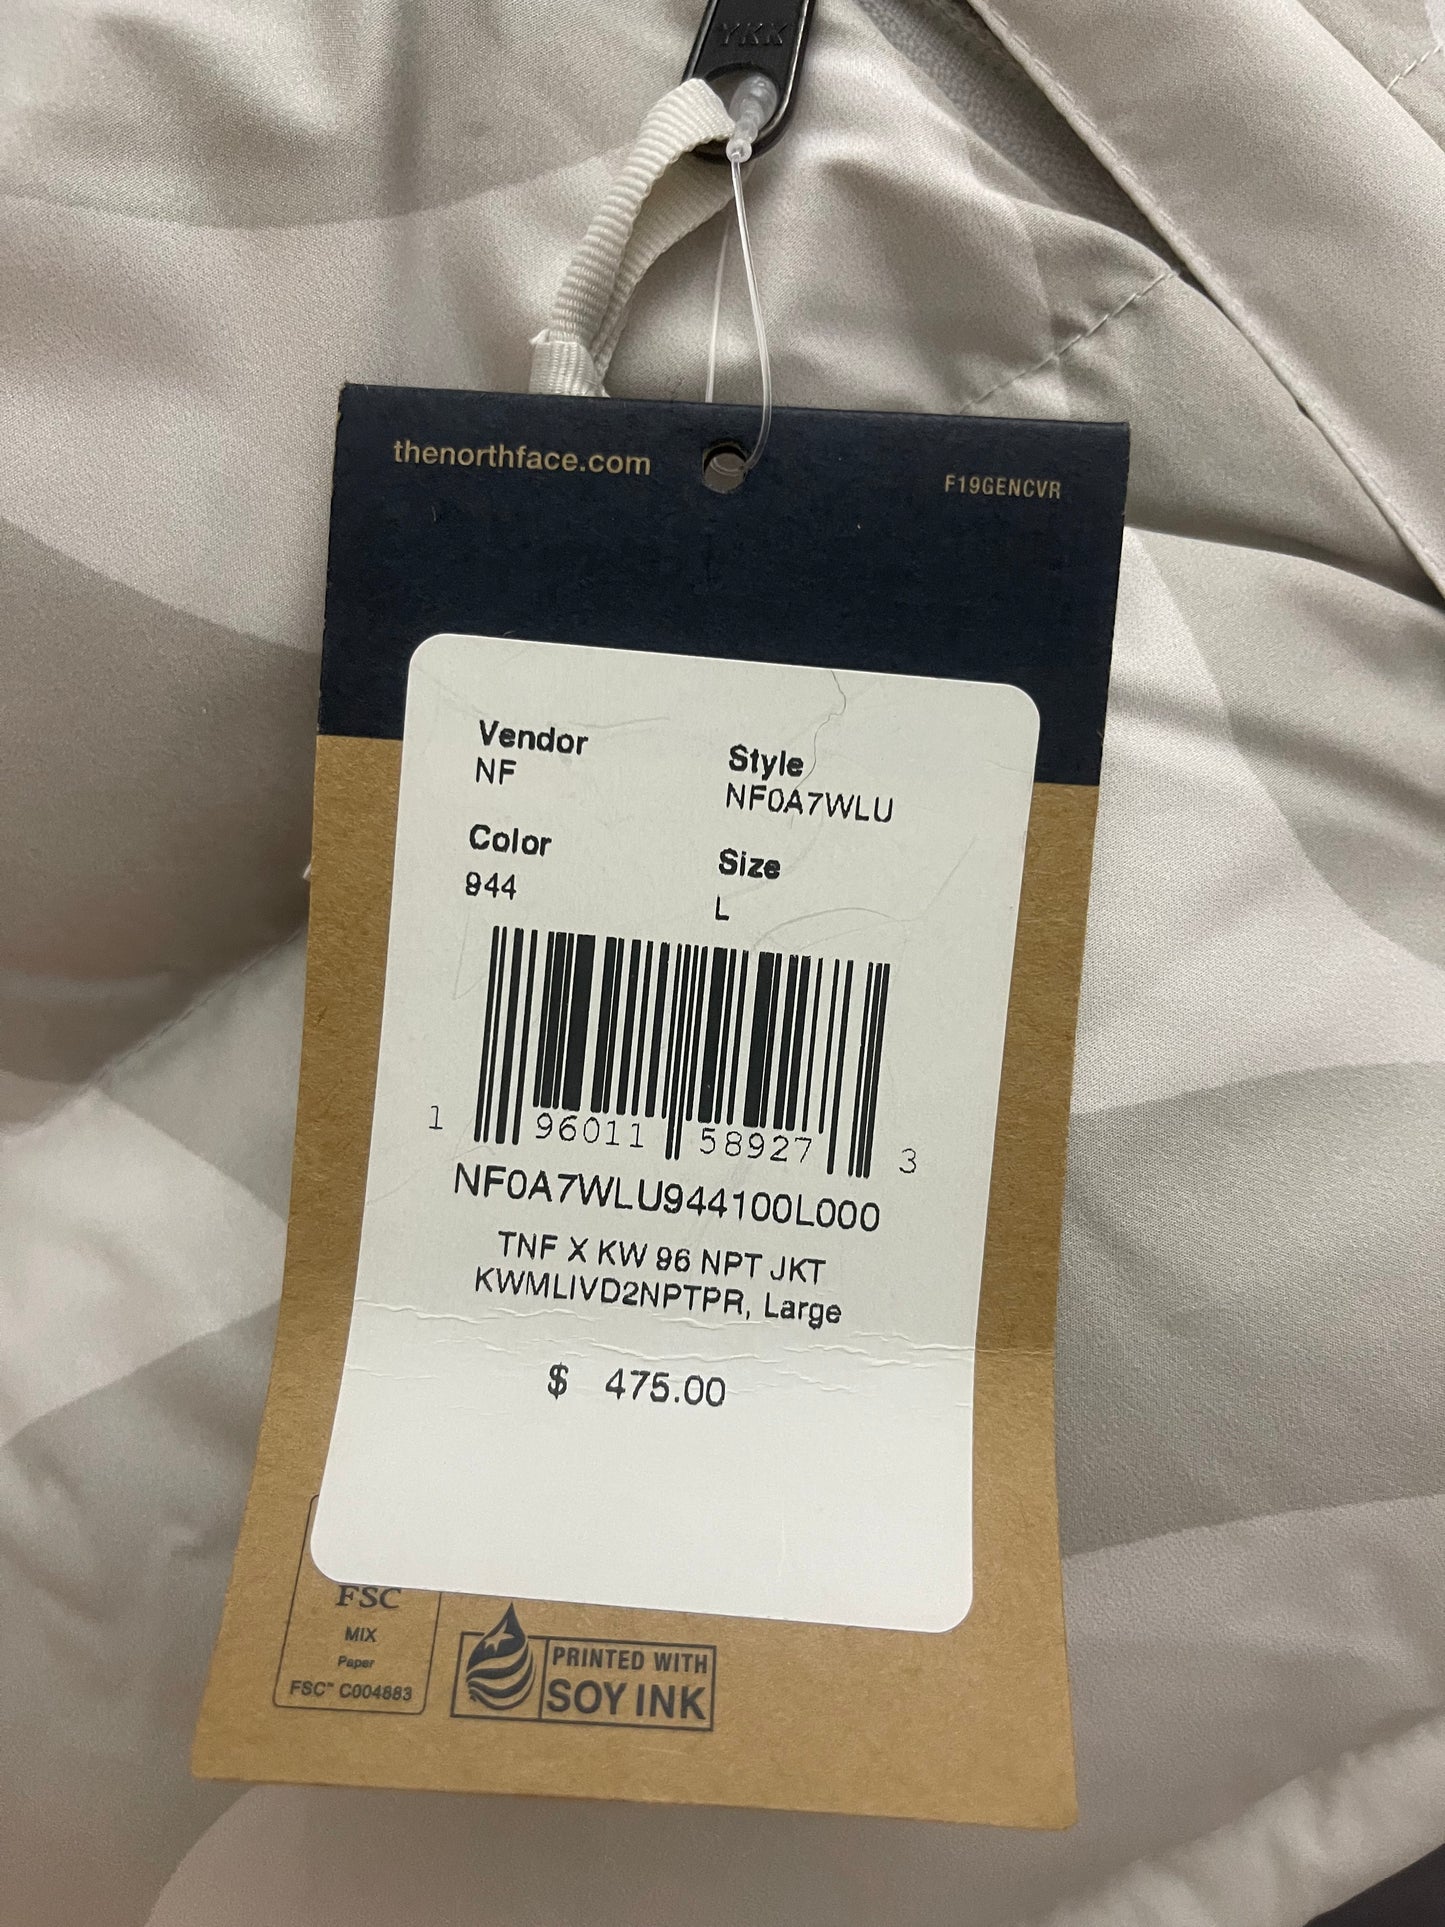 YKK
thenorthface.com
F19GENCVR
Vendor
NF
Style
NF0A7WLU
Color
944
Size
L
1 96011 58927 3
NF0A7WLU944100L000
TNF X KW 96 NPT JKT
KWMLIVD2NPTPR, Large
$ 475.00
FSC
MIX
Paper
FSC™ C004883
PRINTED WITH
SOY INK